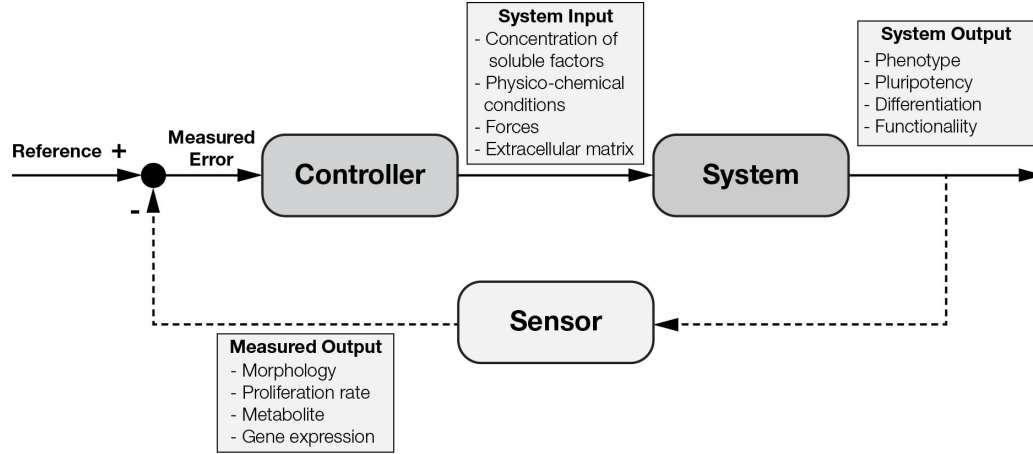 System Input
- Concentration of
soluble factors
- Physico-chemical
conditions
- Forces
- Extracellular matrix
System Output
- Phenotype
- Pluripotency
- Differentiation
- Functionaliity
Reference +
Measured
Error
Controller
System
-
Sensor
Measured Output
- Morphology
- Proliferation rate
- Metabolite
- Gene expression